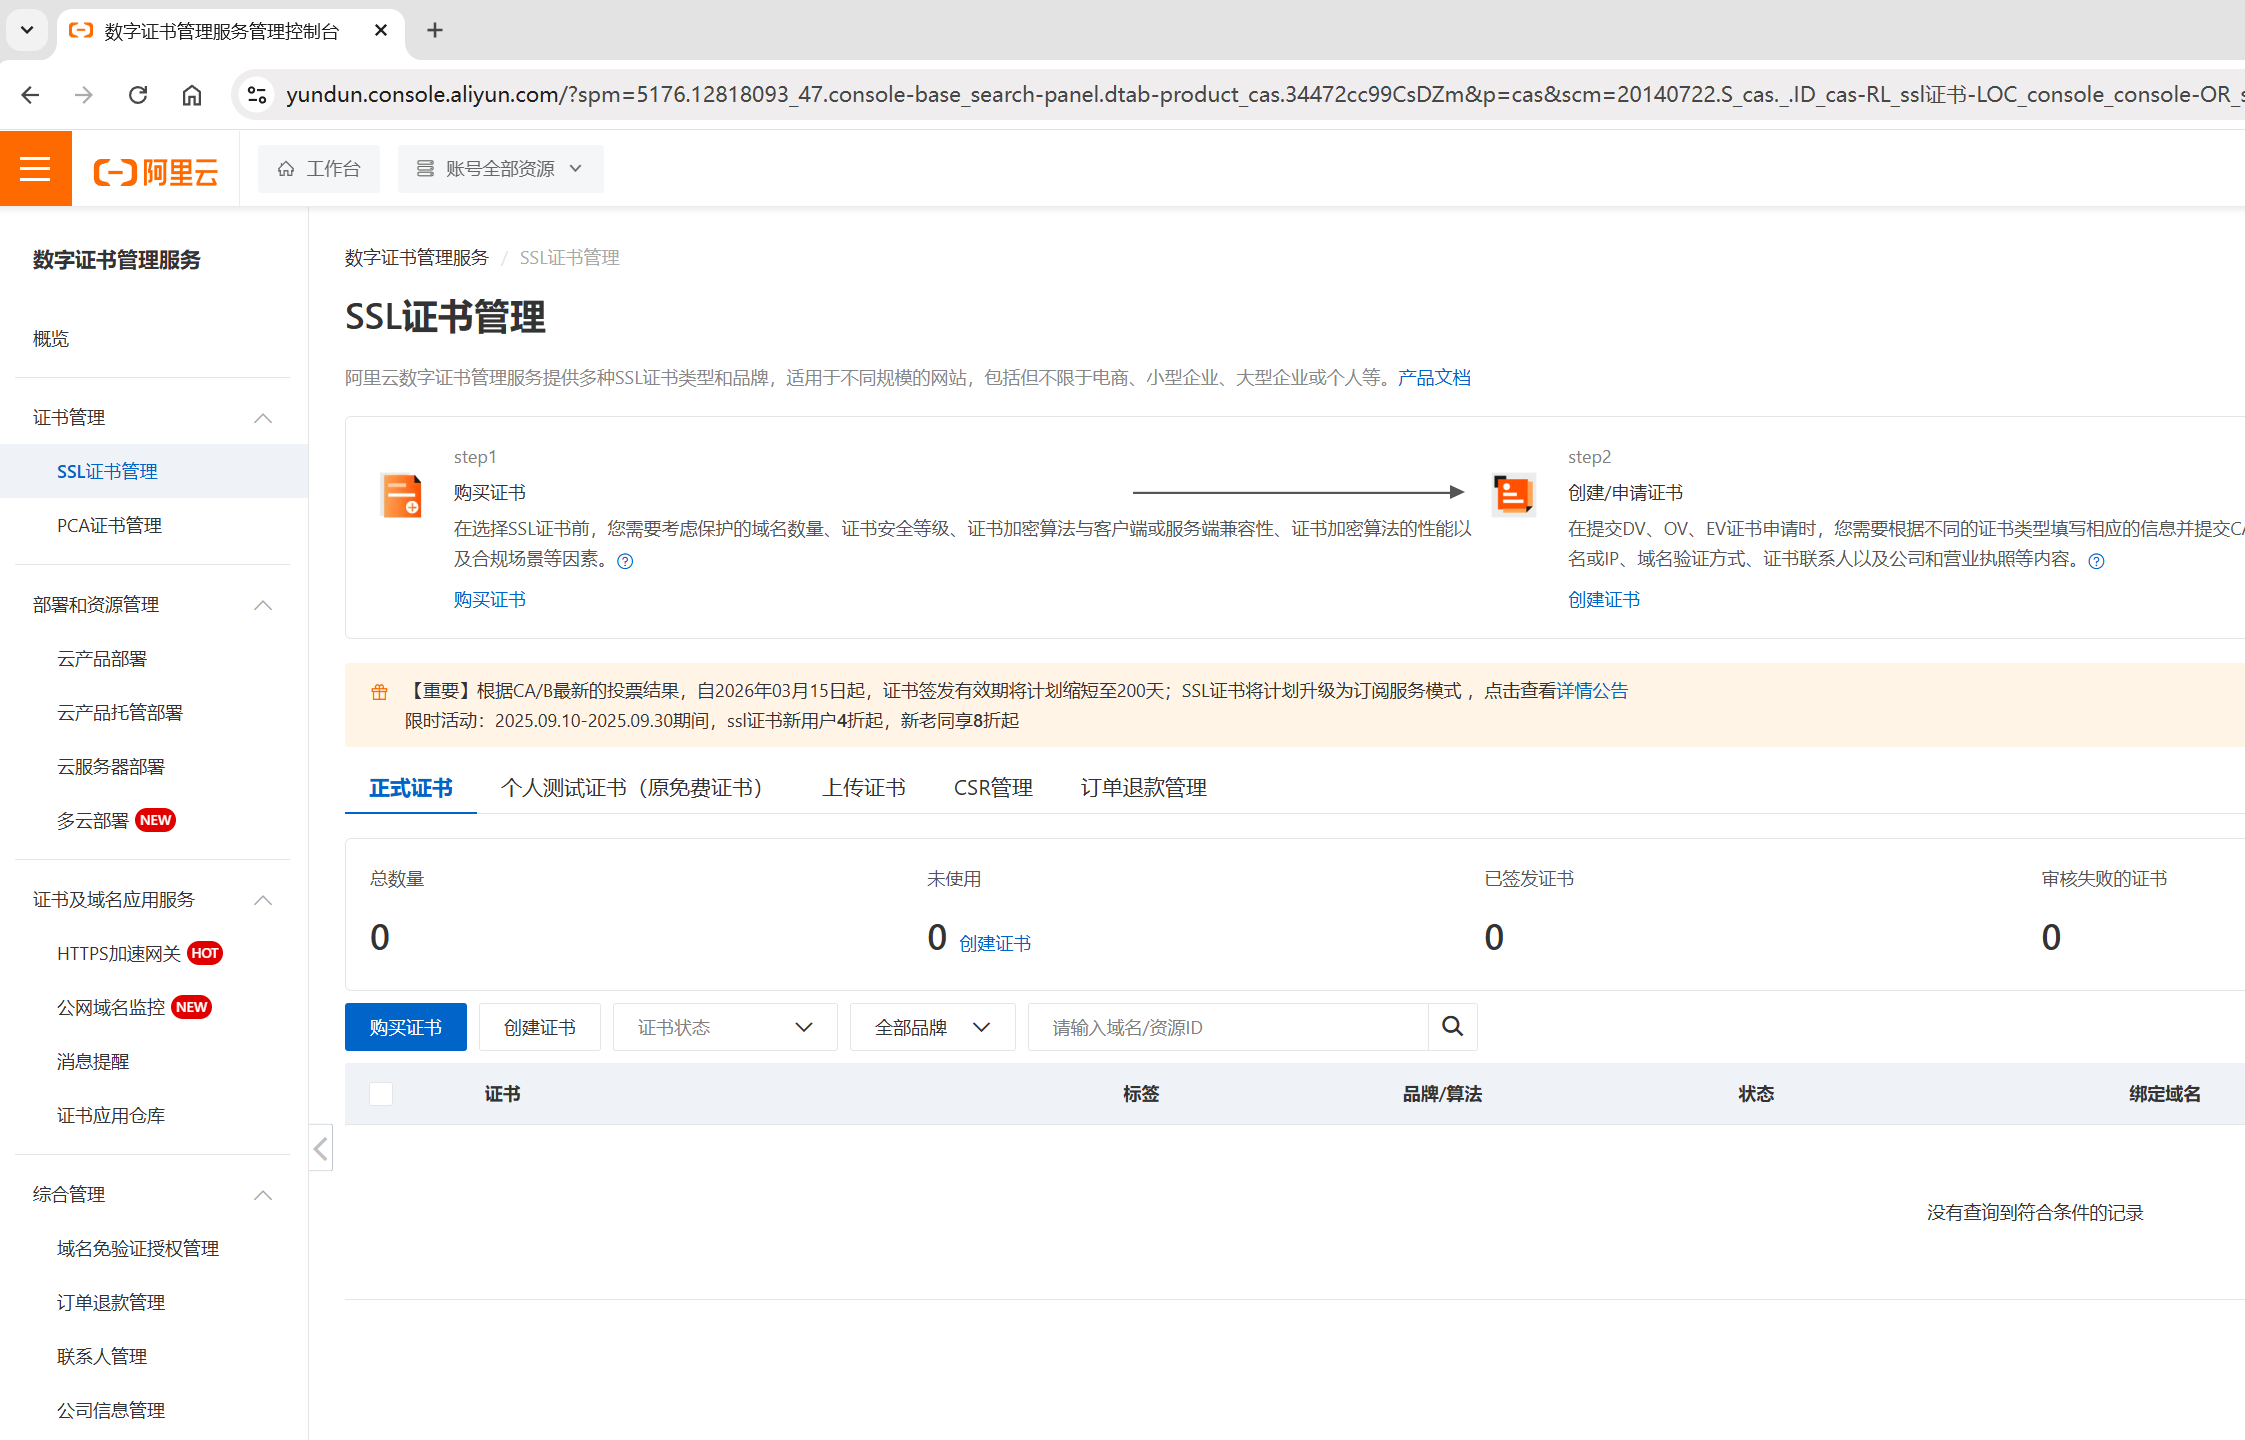 数字证书管理服务管理控制台
yundun.console.aliyun.com/?spm=5176.12818093_47.console-base_search-panel.dtab-product_cas.34472cc99CsDZm&p=cas&scm=20140722.S_cas._.ID_cas-RL_ssl证书-LOC_console_console-OR_s
阿里云
工作台
账号全部资源
数字证书管理服务
概览
证书管理
SSL证书管理
PCA证书管理
部署和资源管理
云产品部署
云产品托管部署
云服务器部署
多云部署 NEW
证书及域名应用服务
HTTPS加速网关 HOT
公网域名监控 NEW
消息提醒
证书应用仓库
综合管理
域名免验证授权管理
订单退款管理
联系人管理
公司信息管理
数字证书管理服务 / SSL证书管理
SSL证书管理
阿里云数字证书管理服务提供多种SSL证书类型和品牌，适用于不同规模的网站，包括但不限于电商、小型企业、大型企业或个人等。产品文档
step1
购买证书
在选择SSL证书前，您需要考虑保护的域名数量、证书安全等级、证书加密算法与客户端或服务端兼容性、证书加密算法的性能以
及合规场景等因素。
购买证书
step2
创建/申请证书
在提交DV、OV、EV证书申请时，您需要根据不同的证书类型填写相应的信息并提交CA
名或IP、域名验证方式、证书联系人以及公司和营业执照等内容。
创建证书
【重要】根据CA/B最新的投票结果，自2026年03月15日起，证书签发有效期将计划缩短至200天；SSL证书将计划升级为订阅服务模式 ，点击查看详情公告
限时活动：2025.09.10-2025.09.30期间，ssl证书新用户4折起，新老同享8折起
正式证书
个人测试证书（原免费证书）
上传证书
CSR管理
订单退款管理
总数量
0
未使用
0 创建证书
已签发证书
0
审核失败的证书
0
购买证书
创建证书
证书状态
全部品牌
请输入域名/资源ID
证书
标签
品牌/算法
状态
绑定域名
没有查询到符合条件的记录